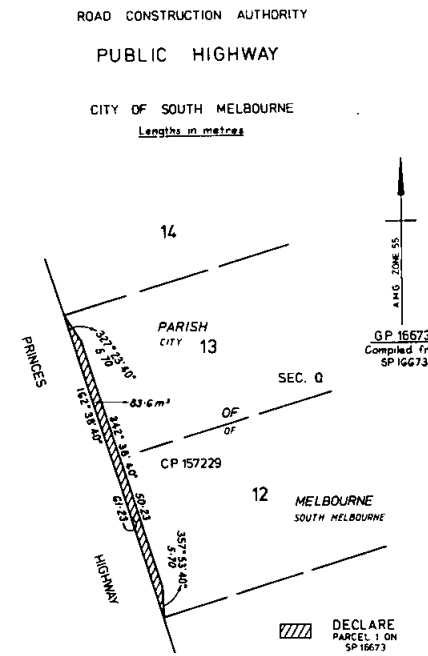 ROAD CONSTRUCTION AUTHORITY
PUBLIC HIGHWAY
CITY OF SOUTH MELBOURNE
Lengths in metres
14
A.M.G. ZONE 55
PRINCES
327° 23' 40"
5·70
PARISH
CITY
13
GP 16673
Compiled fr
SP 16673
SEC. Q
83·6m²
162° 38' 40"
342° 38' 40"
OF
OF
CP 157229
61·23
50·23
12
MELBOURNE
SOUTH MELBOURNE
357° 53' 40"
5·70
HIGHWAY
DECLARE
PARCEL 1 ON
SP 16673